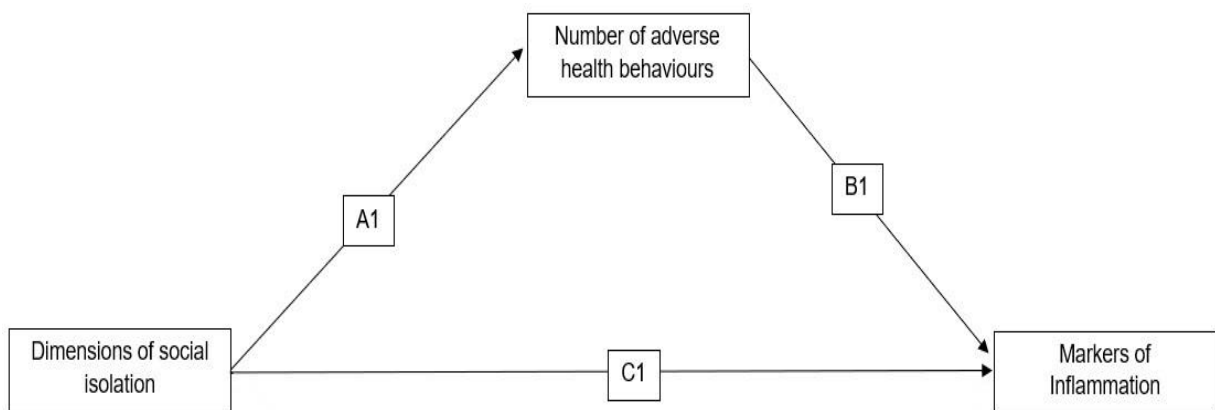 Number of adverse
health behaviours
A1
B1
Dimensions of social
isolation
C1
Markers of
Inflammation